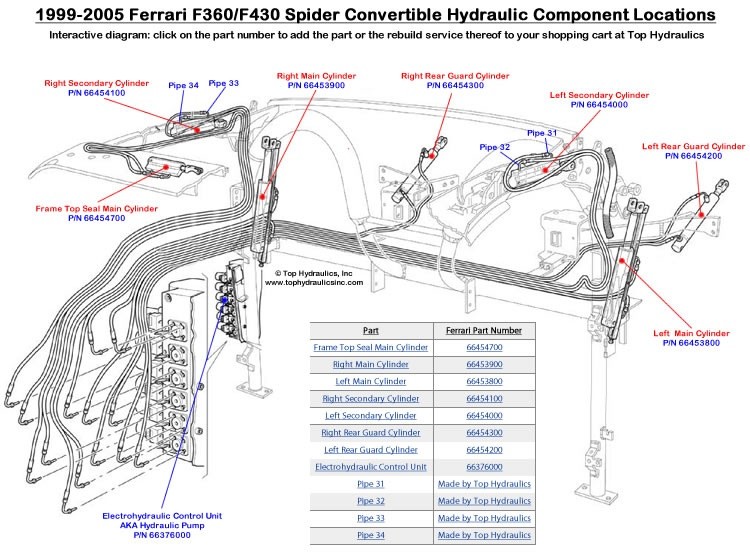 1999-2005 Ferrari F360/F430 Spider Convertible Hydraulic Component Locations
Interactive diagram: click on the part number to add the part or the rebuild service thereof to your shopping cart at Top Hydraulics
Right Secondary Cylinder
P/N 66454100
Pipe 34
Pipe 33
Right Main Cylinder
P/N 66453900
Right Rear Guard Cylinder
P/N 66454300
Left Secondary Cylinder
P/N 66454000
Pipe 31
Pipe 32
Left Rear Guard Cylinder
P/N 66454200
Frame Top Seal Main Cylinder
P/N 66454700
© Top Hydraulics, Inc
www.tophydraulicsinc.com
Left Main Cylinder
P/N 66453800
Part Ferrari Part Number
Frame Top Seal Main Cylinder 66454700
Right Main Cylinder 66453900
Left Main Cylinder 66453800
Right Secondary Cylinder 66454100
Left Secondary Cylinder 66454000
Right Rear Guard Cylinder 66454300
Left Rear Guard Cylinder 66454200
Electrohydraulic Control Unit 66376000
Pipe 31 Made by Top Hydraulics
Pipe 32 Made by Top Hydraulics
Pipe 33 Made by Top Hydraulics
Pipe 34 Made by Top Hydraulics
Electrohydraulic Control Unit
AKA Hydraulic Pump
P/N 66376000